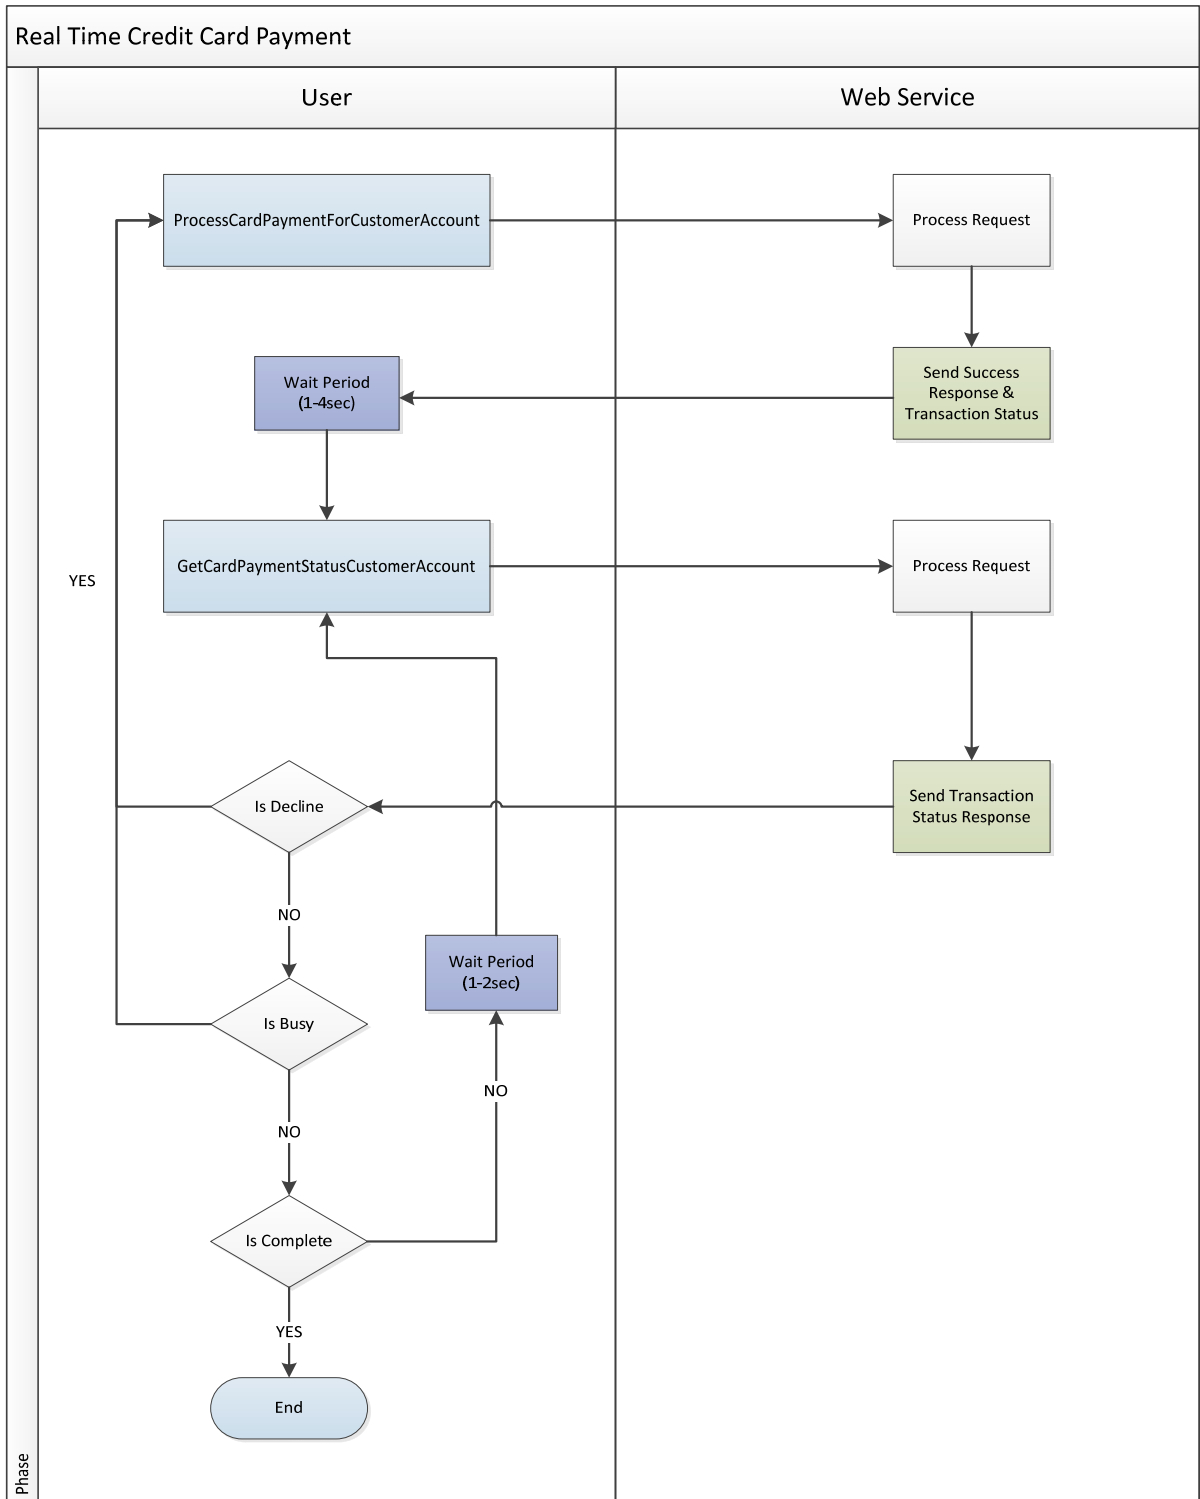 Real Time Credit Card Payment
User
Web Service
ProcessCardPaymentForCustomerAccount
Process Request
Wait Period
(1-4sec)
Send Success
Response &
Transaction Status
GetCardPaymentStatusCustomerAccount
Process Request
YES
Is Decline
Send Transaction
Status Response
NO
Wait Period
(1-2sec)
Is Busy
NO
NO
Is Complete
YES
End
Phase